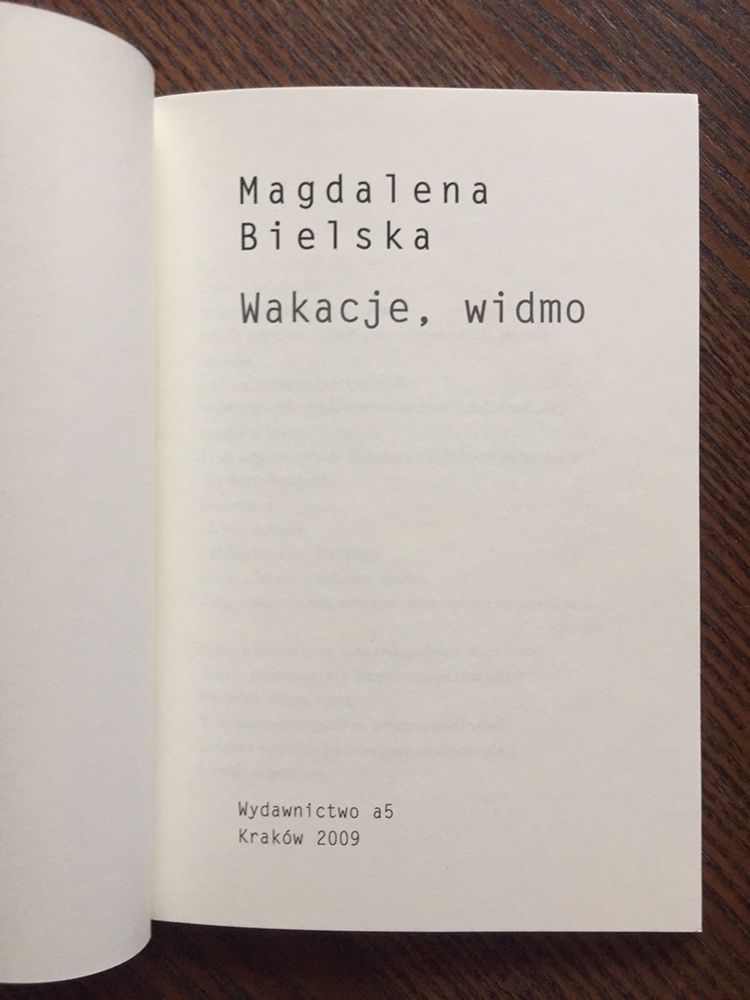 Magdalena
Bielska
Wakacje, widmo
Wydawnictwo a5
Kraków 2009